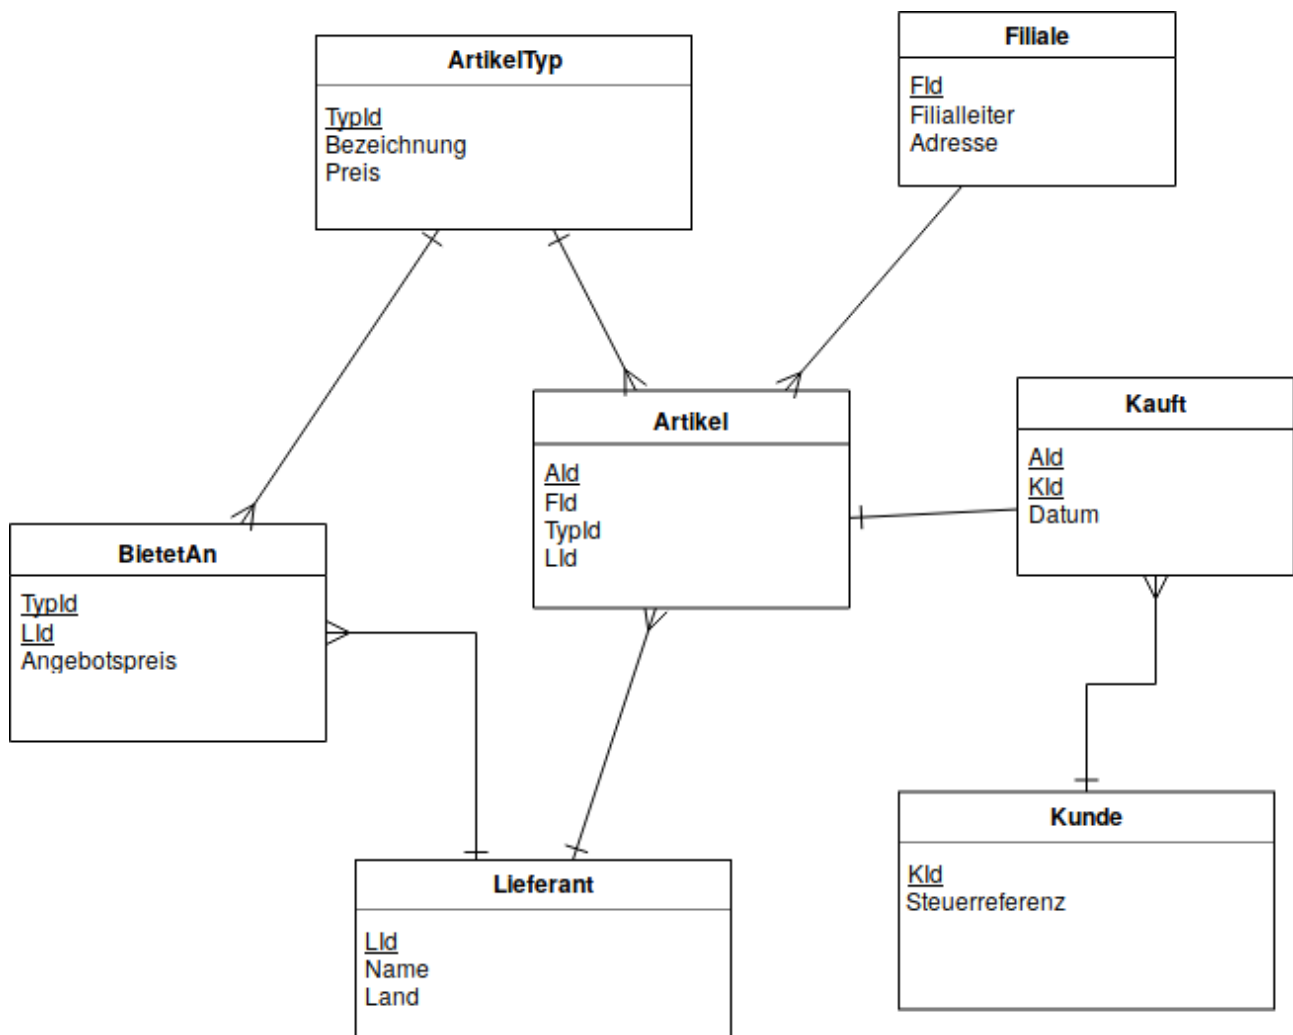 ArtikelTyp
TypId
Bezeichnung
Preis
Filiale
FId
Filialleiter
Adresse
Artikel
AId
FId
TypId
LId
Kauft
AId
KId
Datum
BietetAn
TypId
LId
Angebotspreis
Lieferant
LId
Name
Land
Kunde
KId
Steuerreferenz